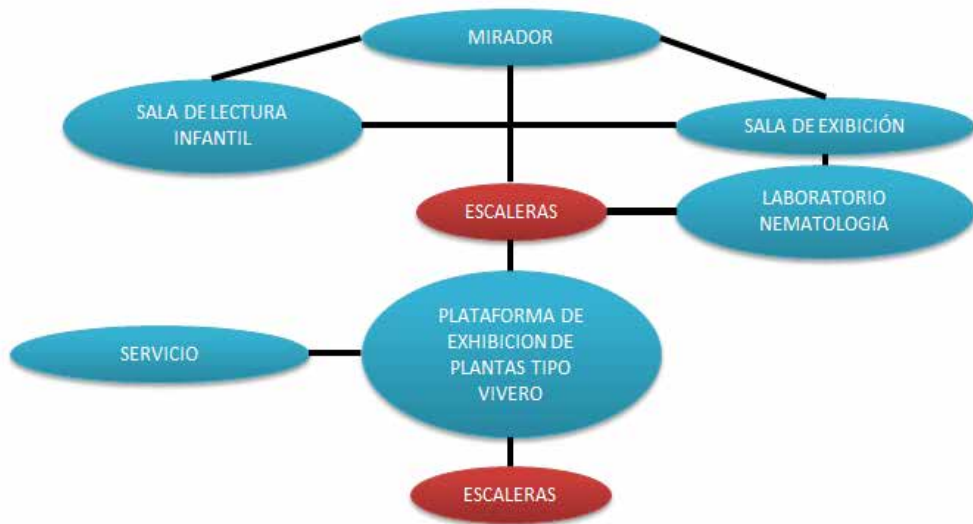 MIRADOR
SALA DE LECTURA
INFANTIL
SALA DE EXIBICIÓN
ESCALERAS
LABORATORIO
NEMATOLOGIA
PLATAFORMA DE
EXHIBICION DE
PLANTAS TIPO
VIVERO
SERVICIO
ESCALERAS